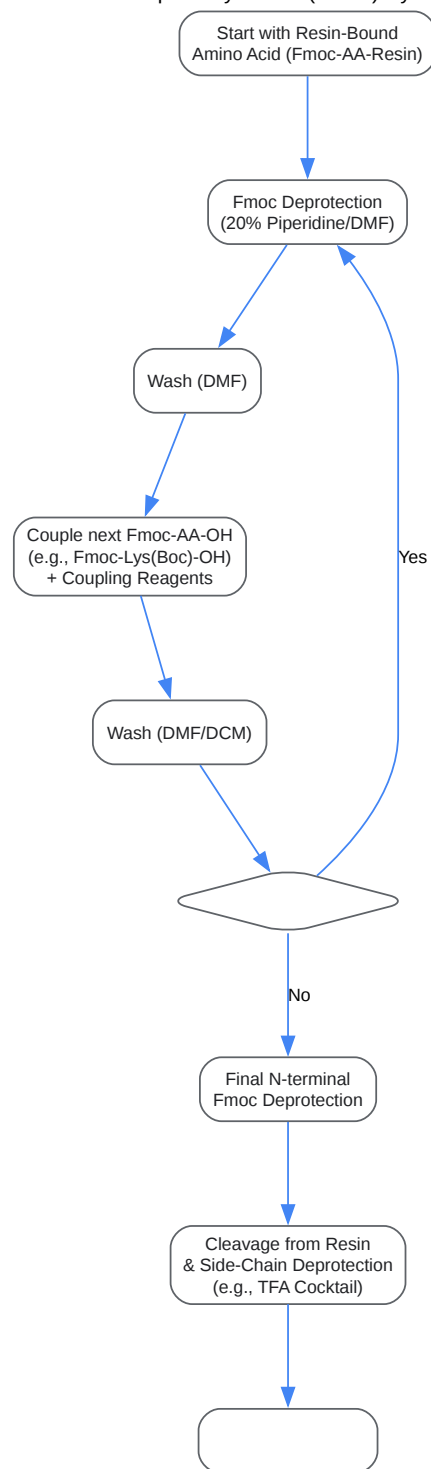 Start with Resin-Bound
Amino Acid (Fmoc-AA-Resin)
Fmoc Deprotection
(20% Piperidine/DMF)
Wash (DMF)
Couple next Fmoc-AA-OH
(e.g., Fmoc-Lys(Boc)-OH)
+ Coupling Reagents
Yes
Wash (DMF/DCM)
No
Final N-terminal
Fmoc Deprotection
Cleavage from Resin
& Side-Chain Deprotection
(e.g., TFA Cocktail)